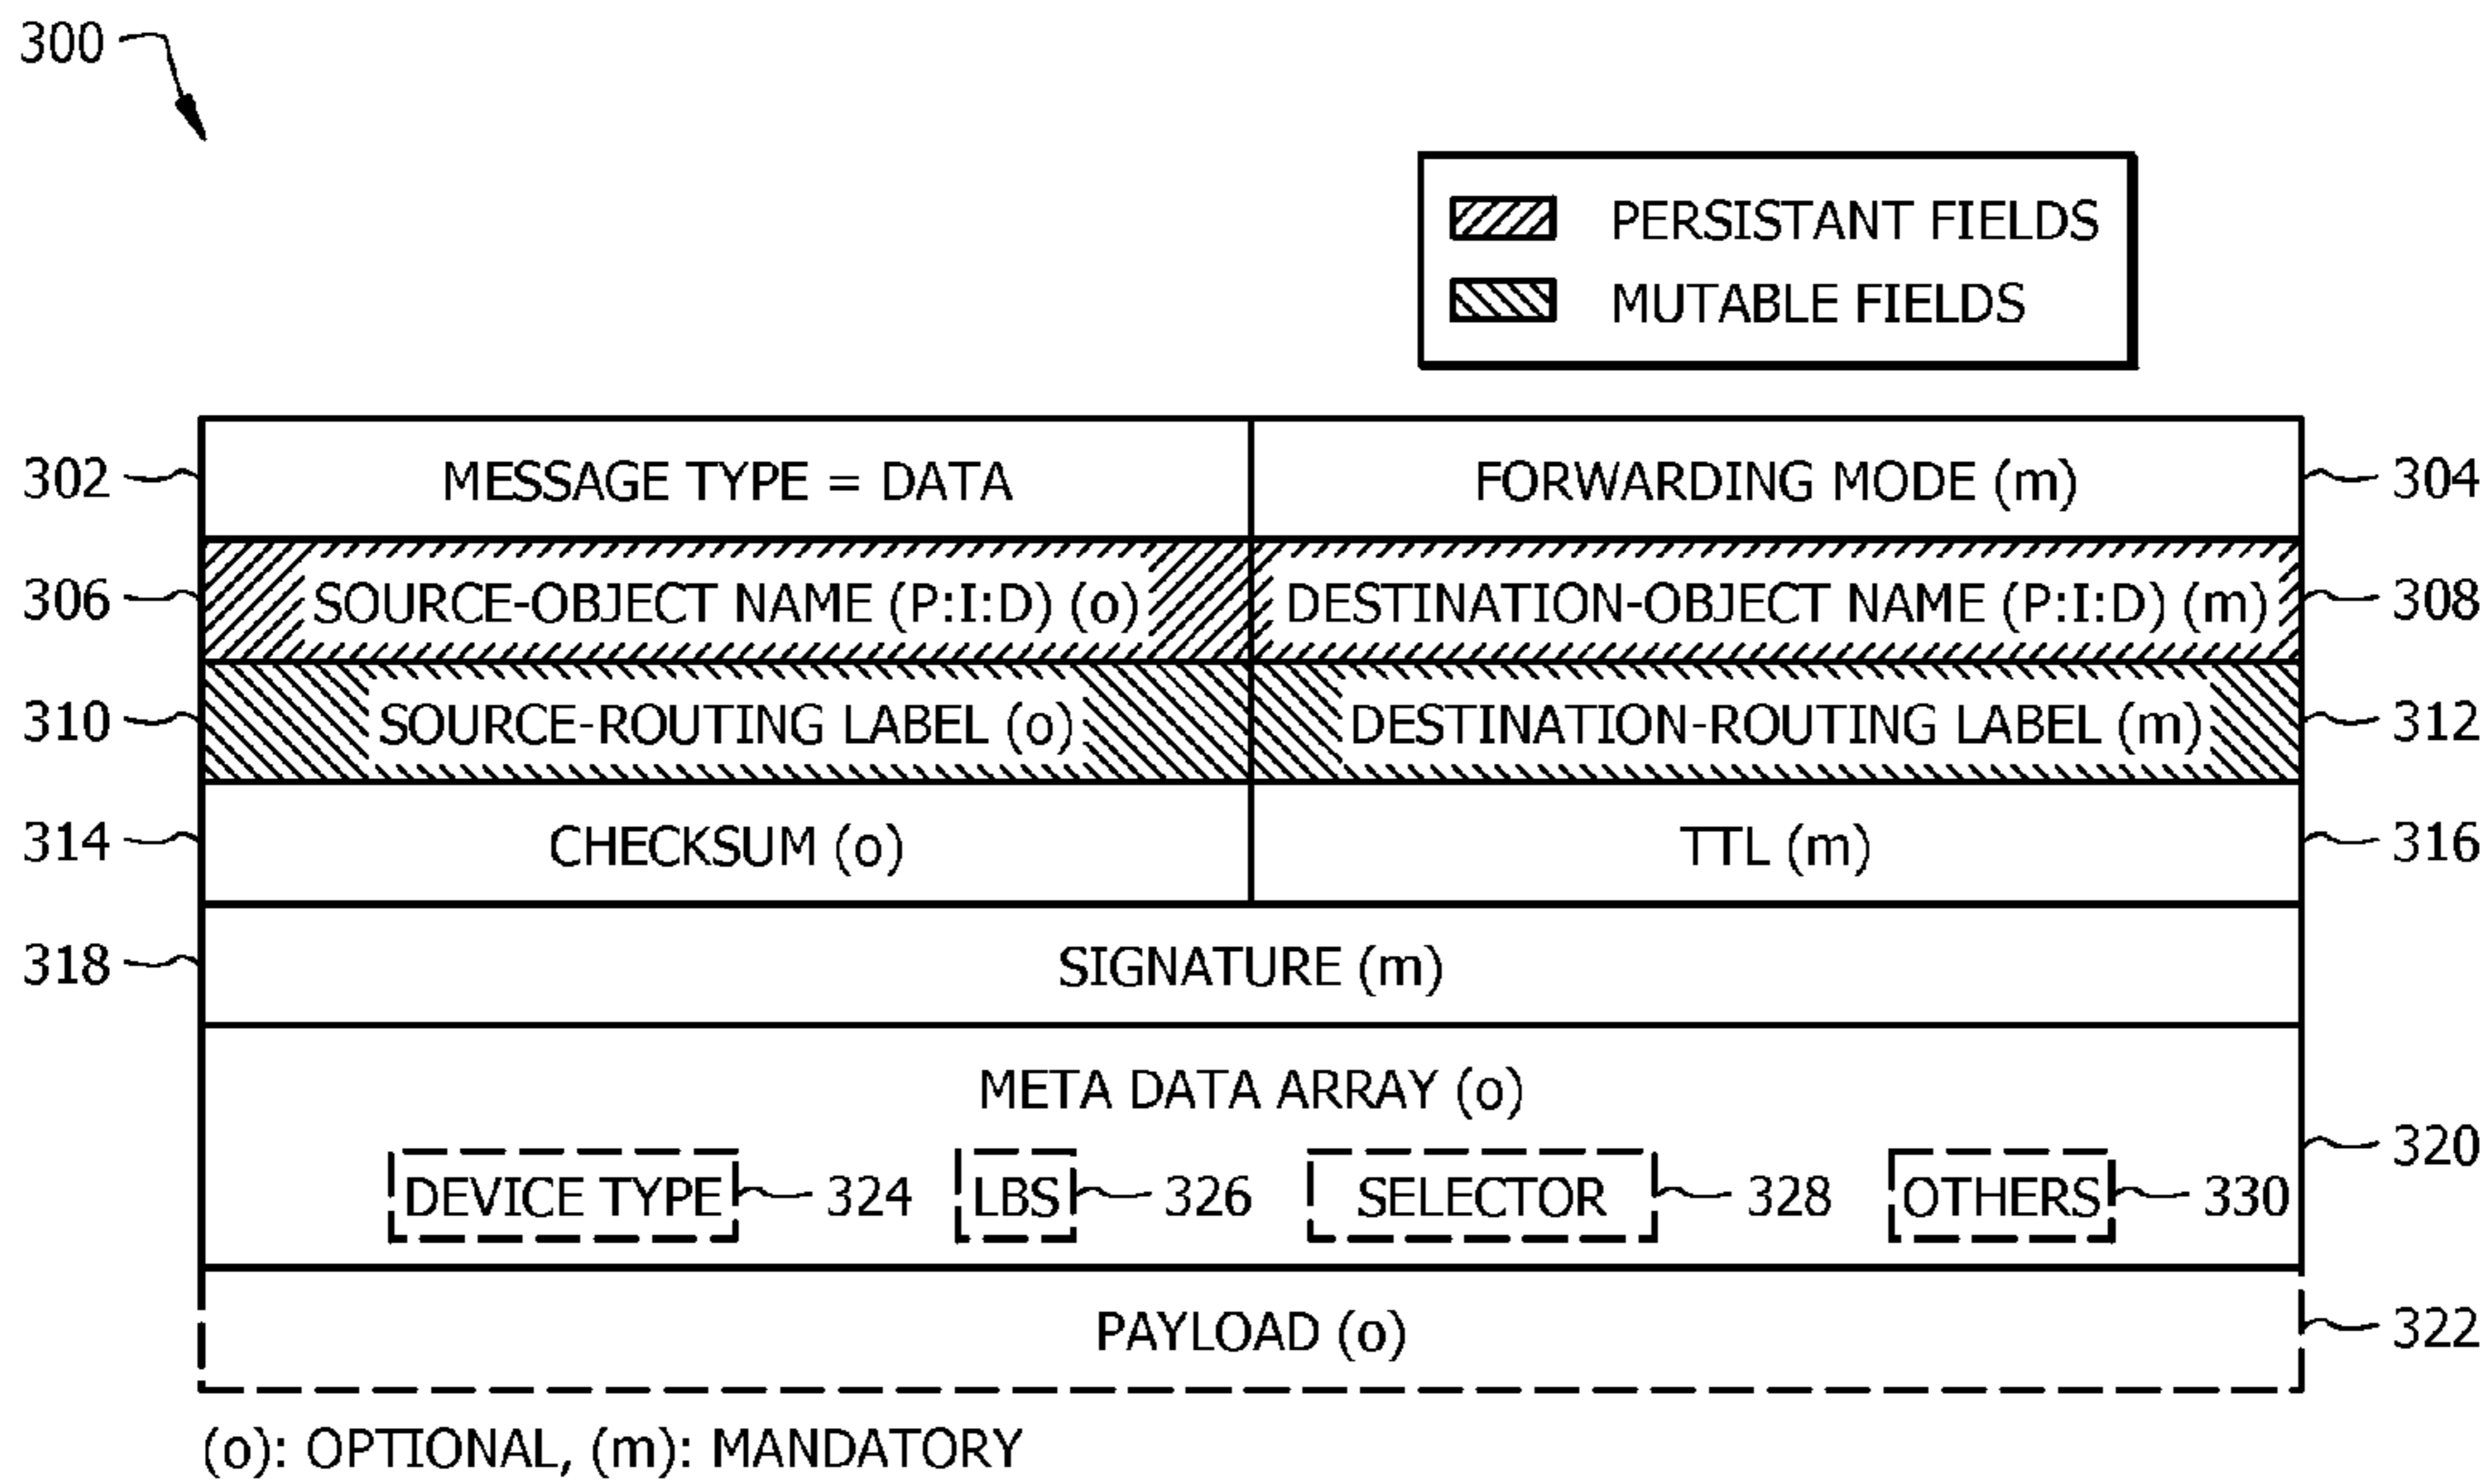 300
PERSISTANT FIELDS
MUTABLE FIELDS
302 MESSAGE TYPE = DATA FORWARDING MODE (m) 304
306 SOURCE-OBJECT NAME (P:I:D) (o) DESTINATION-OBJECT NAME (P:I:D) (m) 308
310 SOURCE-ROUTING LABEL (o) DESTINATION-ROUTING LABEL (m) 312
314 CHECKSUM (o) TTL (m) 316
318 SIGNATURE (m)
META DATA ARRAY (o)
320
DEVICE TYPE 324 LBS 326 SELECTOR 328 OTHERS 330
PAYLOAD (o) 322
(o): OPTIONAL, (m): MANDATORY